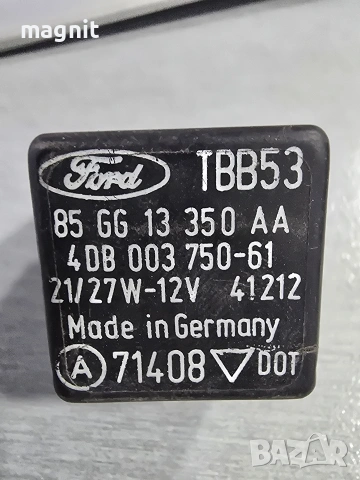 magnit
Ford TBB53
85 GG 13 350 AA
4DB 003 750-61
21/27W-12V 41212
Made in Germany
A 71408 DOT
BAZAR